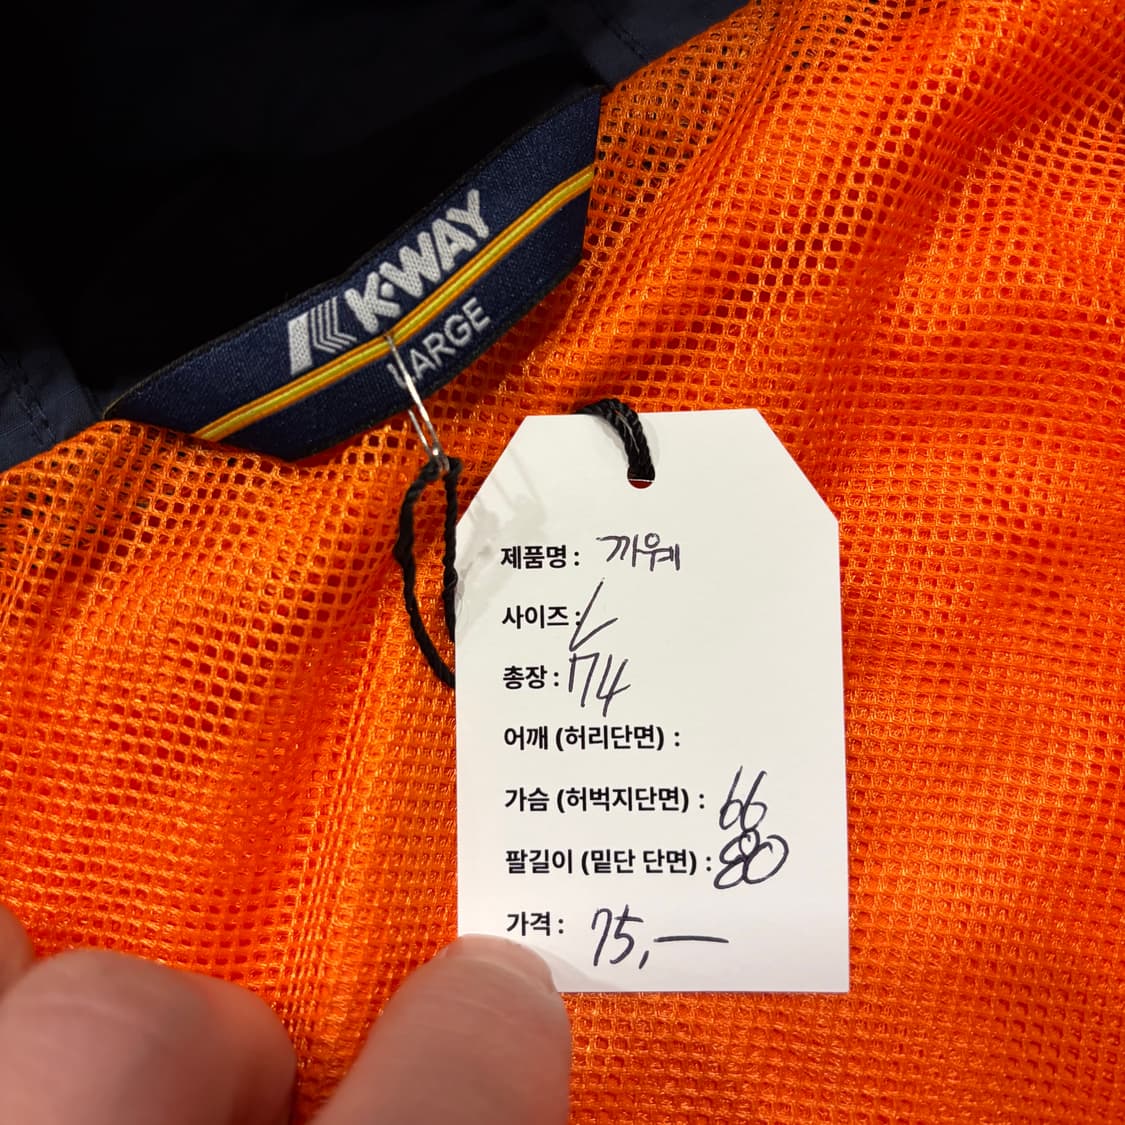 K-WAY
LARGE
제품명 : 까웨
사이즈 : L
총장 : 74
어깨 (허리단면) :
가슴 (허벅지단면) : 66
팔길이 (밑단 단면) : 80
가격 : 75,—